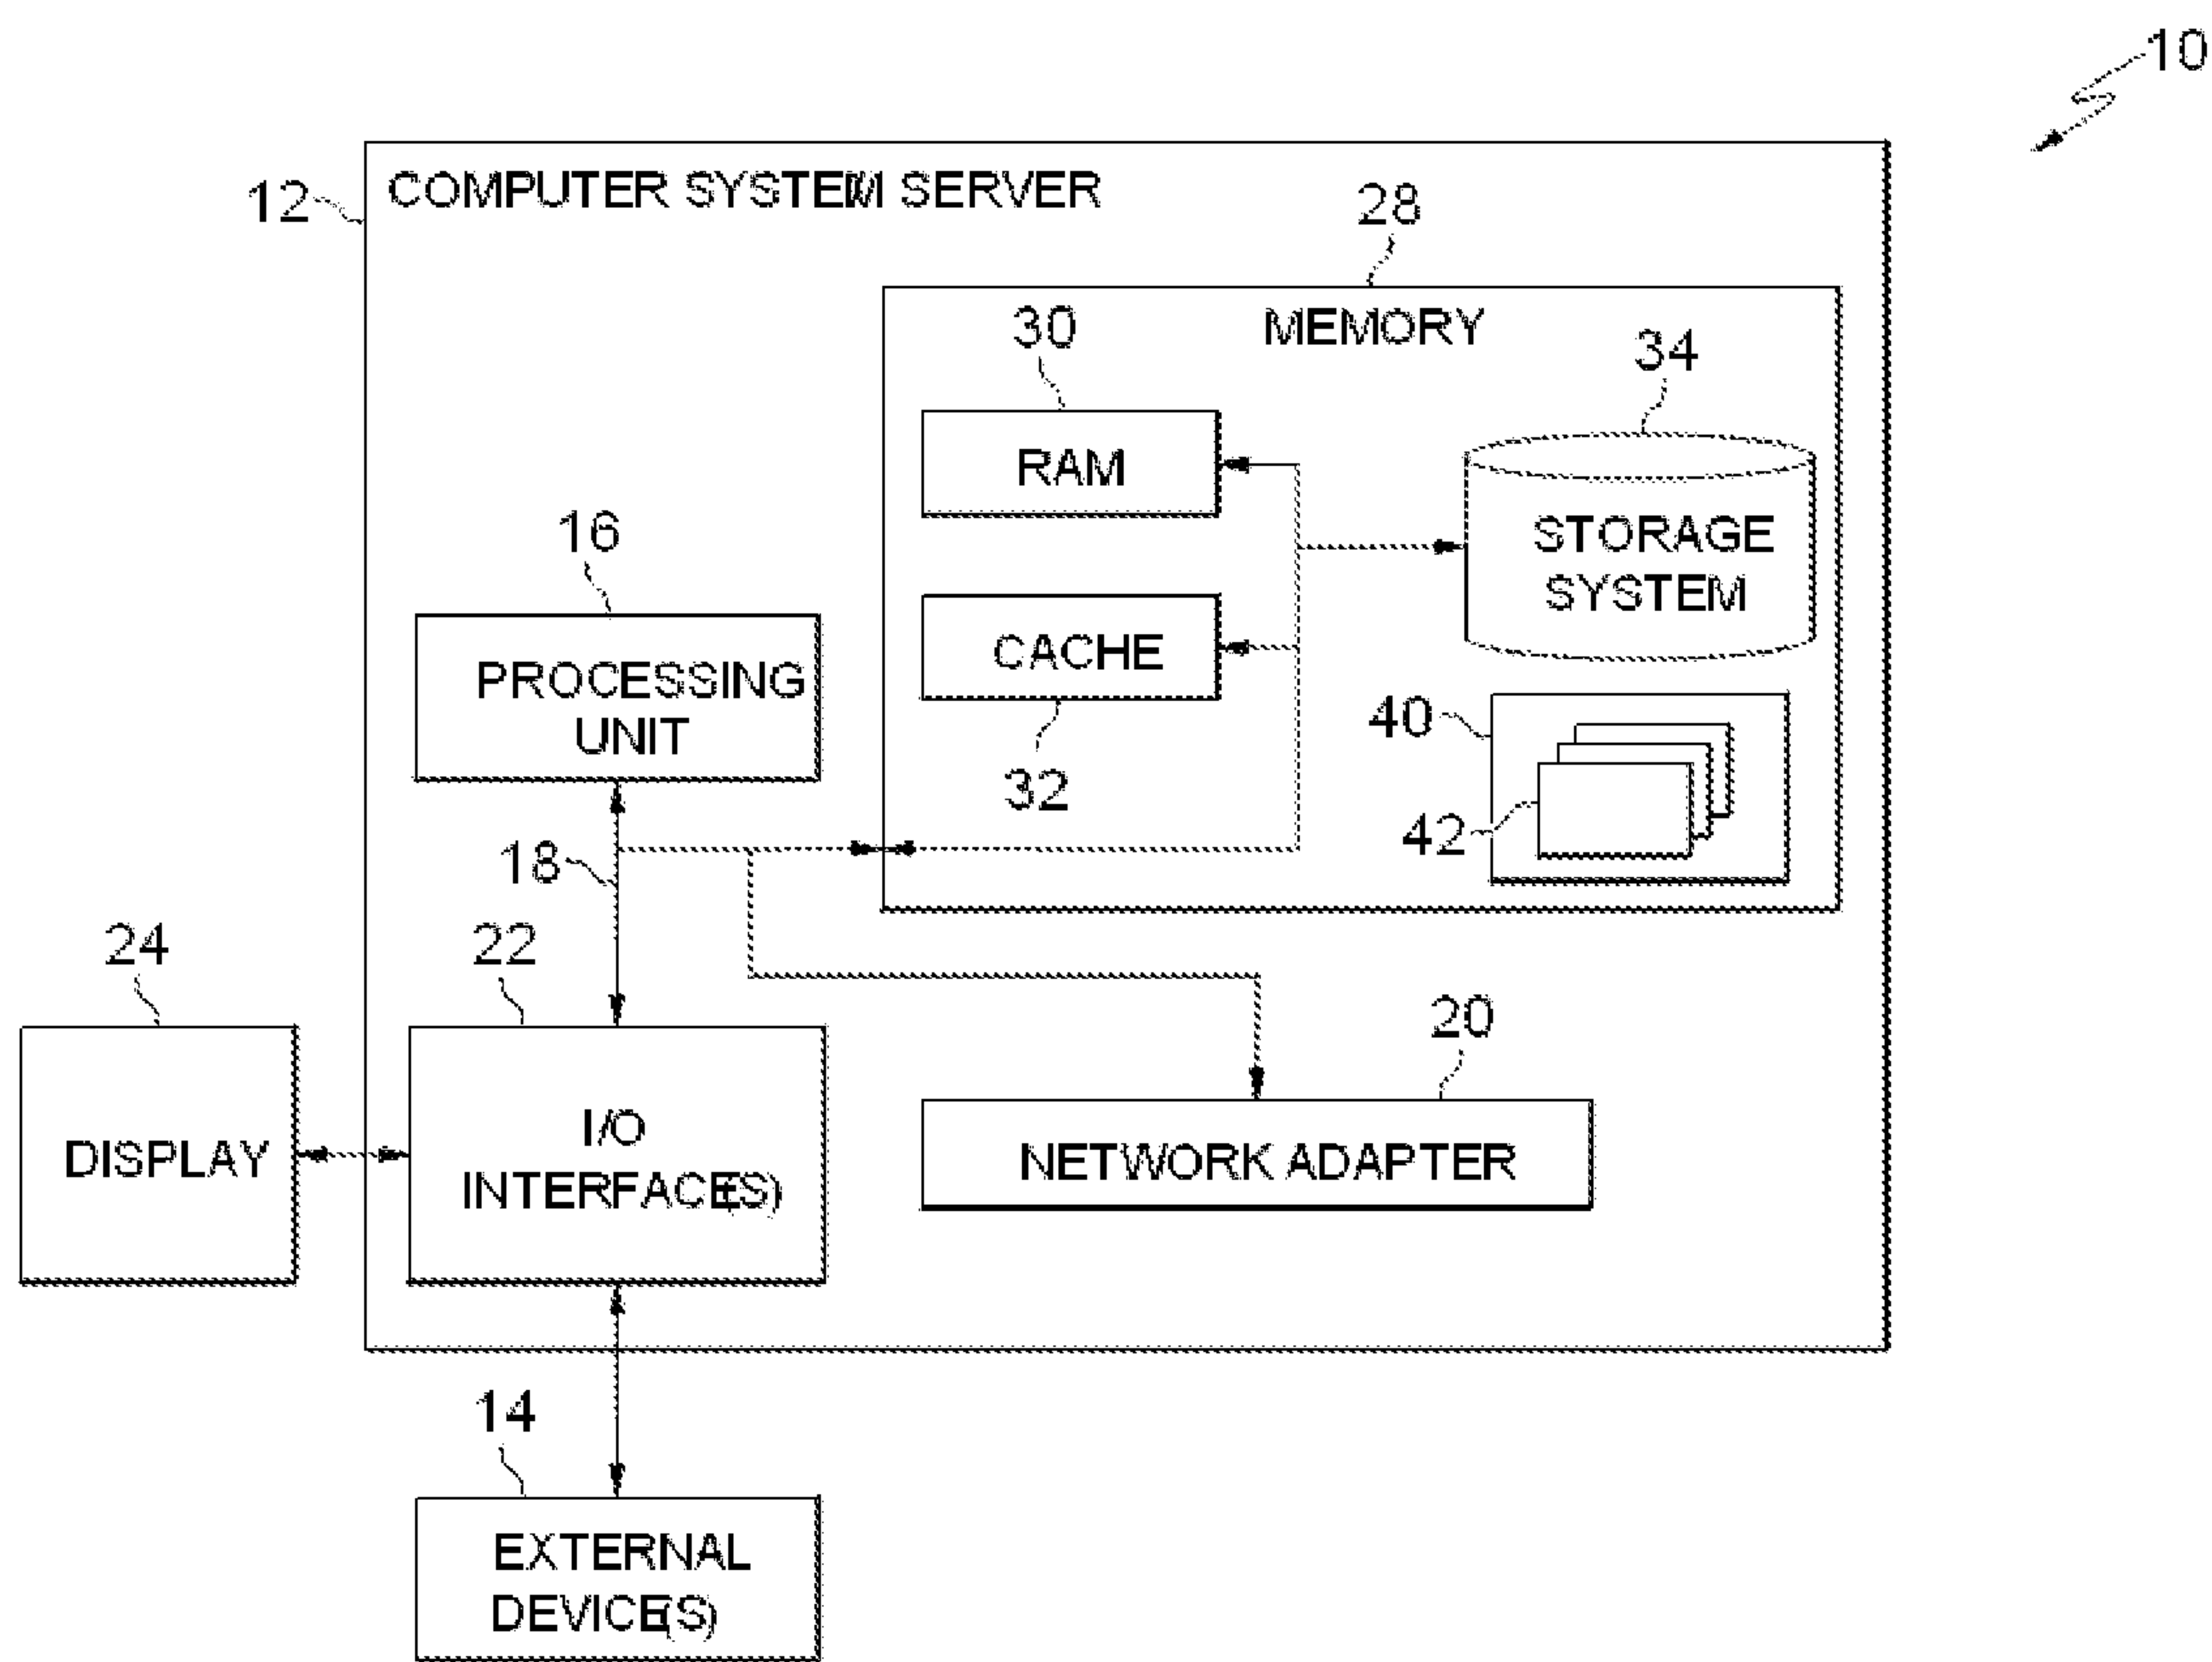 10
12
COMPUTER SYSTEM SERVER
28
MEMORY
30
34
RAM
STORAGE
SYSTEM
16
PROCESSING
UNIT
CACHE
32
40
42
18
24
22
20
DISPLAY
I/O
INTERFACE(S)
NETWORK ADAPTER
14
EXTERNAL
DEVICE(S)